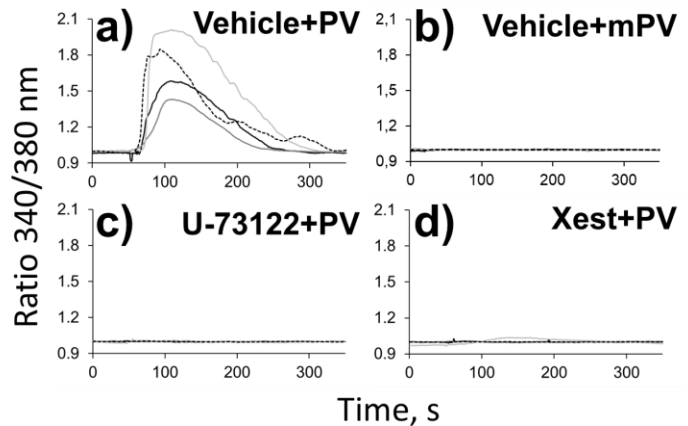 a) Vehicle+PV
2.1
1.8
1.5
1.2
0.9
0 100 200 300
b) Vehicle+mPV
2,1
1,8
1,5
1,2
0,9
0 100 200 300
c) U-73122+PV
2.1
1.8
1.5
1.2
0.9
0 100 200 300
d) Xest+PV
2.1
1.8
1.5
1.2
0.9
0 100 200 300
Ratio 340/380 nm
Time, s